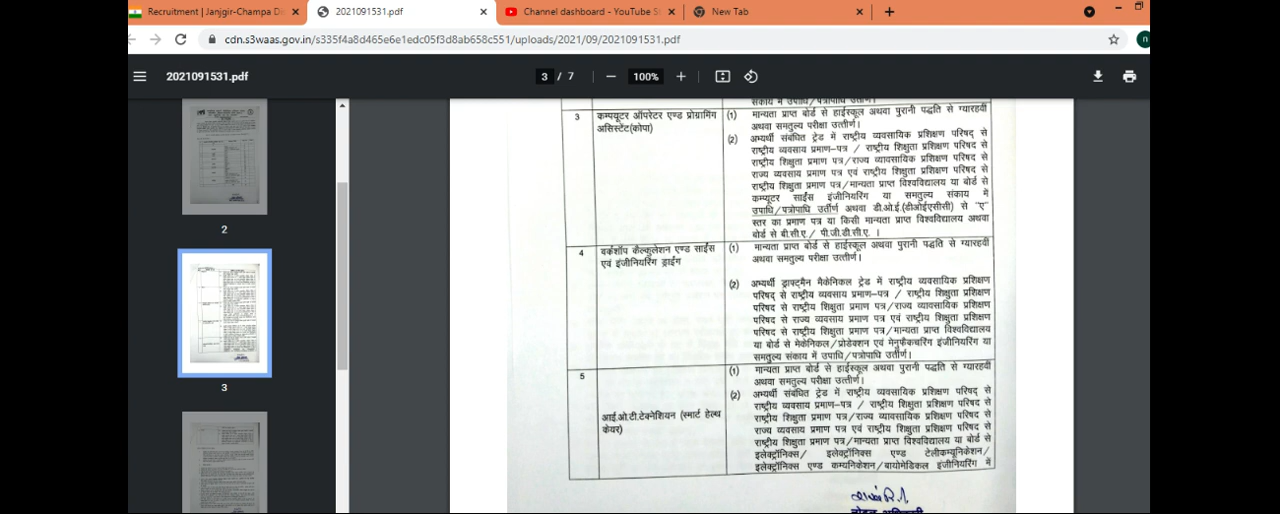 Recruitment | Janjgir-Champa Di
2021091531.pdf
Channel dashboard - YouTube S
New Tab
cdn.s3waas.gov.in/s335f4a8d465e6e1edc05f3d8ab658c551/uploads/2021/09/2021091531.pdf
n
2021091531.pdf
3 / 7
100%
2
3
संकाय में उपाधि/पत्रोपाधि उत्तीर्ण।
3
कम्पयूटर ऑपरेटर एण्ड प्रोग्रामिंग
असिस्टेंट(कोपा)
(1) मान्यता प्राप्त बोर्ड से हाईस्कूल अथवा पुरानी पद्धति से ग्यारहवीं
अथवा समतुल्य परीक्षा उत्तीर्ण।
(2) अभ्यर्थी संबंधित ट्रेड में राष्ट्रीय व्यवसायिक प्रशिक्षण परिषद् से
राष्ट्रीय व्यवसाय प्रमाण-पत्र / राष्ट्रीय शिक्षुता प्रशिक्षण परिषद से
राष्ट्रीय शिक्षुता प्रमाण पत्र/राज्य व्यावसायिक प्रशिक्षण परिषद से
राज्य व्यवसाय प्रमाण पत्र एवं राष्ट्रीय शिक्षुता प्रशिक्षण परिषद से
राष्ट्रीय शिक्षुता प्रमाण पत्र/मान्यता प्राप्त विश्वविद्यालय या बोर्ड से
कम्प्यूटर साईंस इंजीनियरिंग या समतुल्य संकाय में
उपाधि/पत्रोपाधि उर्तीर्ण अथवा डी.ओ.ई.(डीओईएसीसी) से "ए"
स्तर का प्रमाण पत्र या किसी मान्यता प्राप्त विश्वविद्यालय अथवा
बोर्ड से बी.सी.ए/ पी.जी.डी.सी.ए. ।
4
वर्कशॉप कैल्कुलेशन एण्ड साईंस
एवं इंजीनियरिंग ड्राईंग
(1) मान्यता प्राप्त बोर्ड से हाईस्कूल अथवा पुरानी पद्धति से ग्यारहवीं
अथवा समतुल्य परीक्षा उत्तीर्ण।
(2) अभ्यर्थी ड्राफ्ट्मैन मैकेनिकल ट्रेड में राष्ट्रीय व्यवसायिक प्रशिक्षण
परिषद् से राष्ट्रीय व्यवसाय प्रमाण-पत्र / राष्ट्रीय शिक्षुता प्रशिक्षण
परिषद से राष्ट्रीय शिक्षुता प्रमाण पत्र/राज्य व्यावसायिक प्रशिक्षण
परिषद से राज्य व्यवसाय प्रमाण पत्र एवं राष्ट्रीय शिक्षुता प्रशिक्षण
परिषद से राष्ट्रीय शिक्षुता प्रमाण पत्र/मान्यता प्राप्त विश्वविद्यालय
या बोर्ड से मेकेनिकल/प्रोडेक्शन एवं मेनुफैकचरिंग इंजीनियरिंग या
समतुल्य संकाय में उपाधि/पत्रोपाधि उर्तीर्ण।
5
आई.ओ.टी.टेक्नेशियन (स्मार्ट हेल्थ
केयर)
(1) मान्यता प्राप्त बोर्ड से हाईस्कूल अथवा पुरानी पद्धति से ग्यारहवीं
अथवा समतुल्य परीक्षा उत्तीर्ण।
(2) अभ्यर्थी संबंधित ट्रेड में राष्ट्रीय व्यवसायिक प्रशिक्षण परिषद् से
राष्ट्रीय व्यवसाय प्रमाण-पत्र / राष्ट्रीय शिक्षुता प्रशिक्षण परिषद से
राष्ट्रीय शिक्षुता प्रमाण पत्र/राज्य व्यावसायिक प्रशिक्षण परिषद से
राज्य व्यवसाय प्रमाण पत्र एवं राष्ट्रीय शिक्षुता प्रशिक्षण परिषद से
राष्ट्रीय शिक्षुता प्रमाण पत्र/मान्यता प्राप्त विश्वविद्यालय या बोर्ड से
इलेक्ट्रॉनिक्स/ इलेक्ट्रॉनिक्स एण्ड टेलीकम्यूनिकेशन/
इलेक्ट्रॉनिक्स एण्ड कम्यनिकेशन/बायोमेडिकल इंजीनियरिंग में